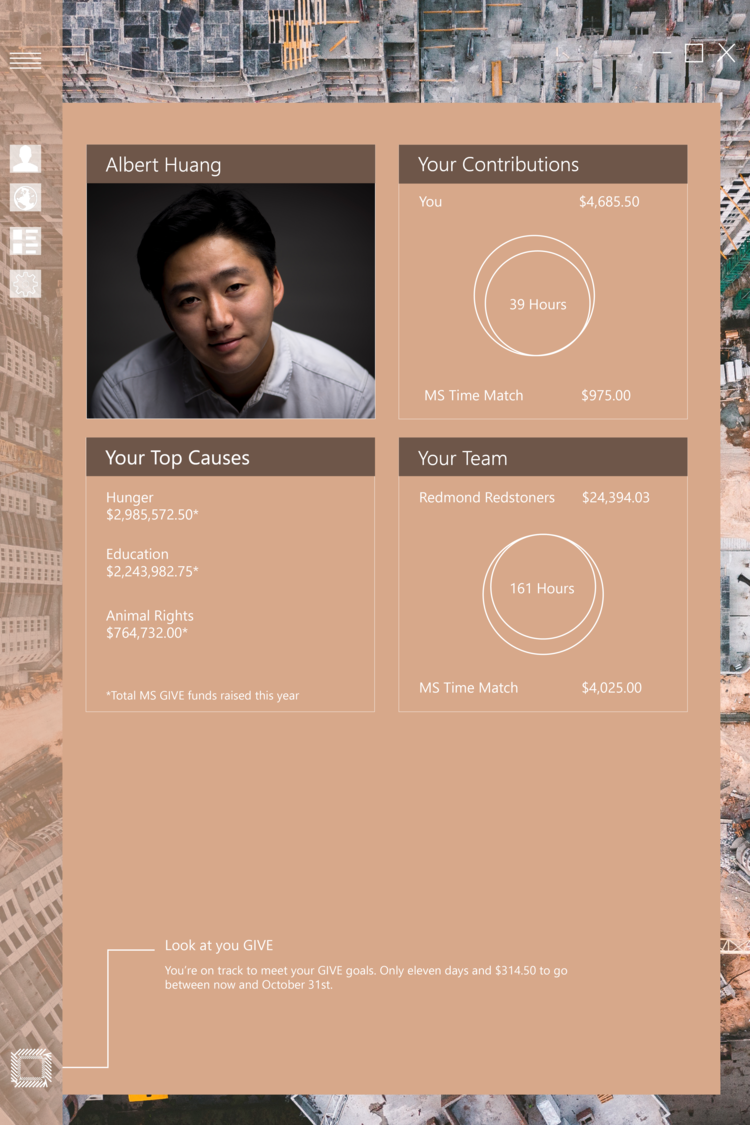 Albert Huang
Your Contributions
You $4,685.50
39 Hours
MS Time Match $975.00
Your Top Causes
Hunger
$2,985,572.50*
Education
$2,243,982.75*
Animal Rights
$764,732.00*
*Total MS GIVE funds raised this year
Your Team
Redmond Redstoners $24,394.03
161 Hours
MS Time Match $4,025.00
Look at you GIVE
You're on track to meet your GIVE goals. Only eleven days and $314.50 to go
between now and October 31st.